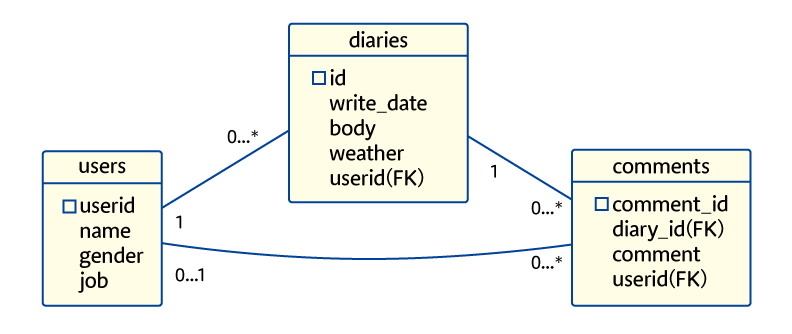 diaries
id
write_date
body
weather
userid(FK)
0...*
1
users
userid
name
gender
job
1
0...1
comments
comment_id
diary_id(FK)
comment
userid(FK)
0...*
0...*